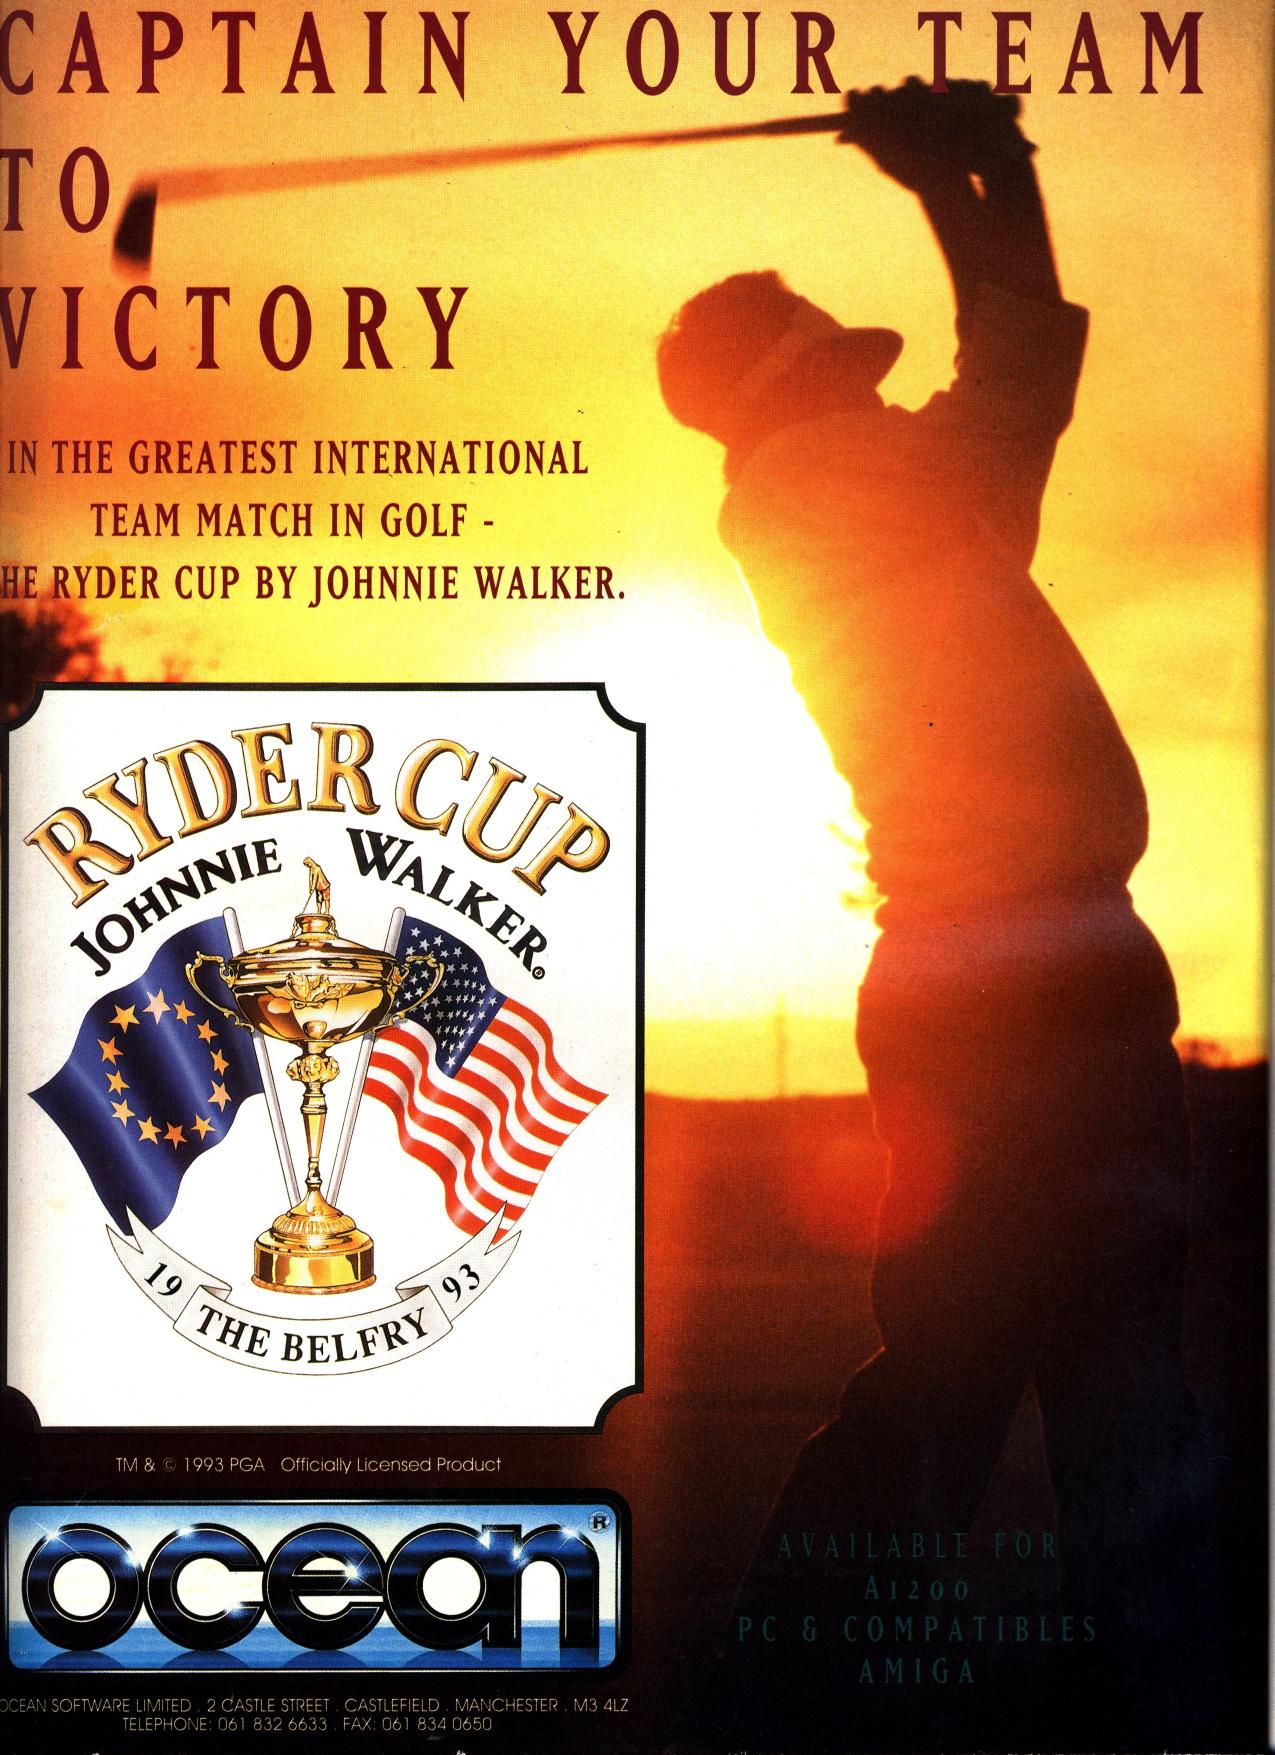 CAPTAIN YOUR TEAM
TO
VICTORY
IN THE GREATEST INTERNATIONAL
TEAM MATCH IN GOLF -
HE RYDER CUP BY JOHNNIE WALKER.
RYDER CUP
JOHNNIE WALKER®
19 THE BELFRY 93
TM & © 1993 PGA Officially Licensed Product
ocean®
AVAILABLE FOR
A1200
PC & COMPATIBLES
AMIGA
OCEAN SOFTWARE LIMITED . 2 CASTLE STREET . CASTLEFIELD . MANCHESTER . M3 4LZ
TELEPHONE: 061 832 6633 . FAX: 061 834 0650